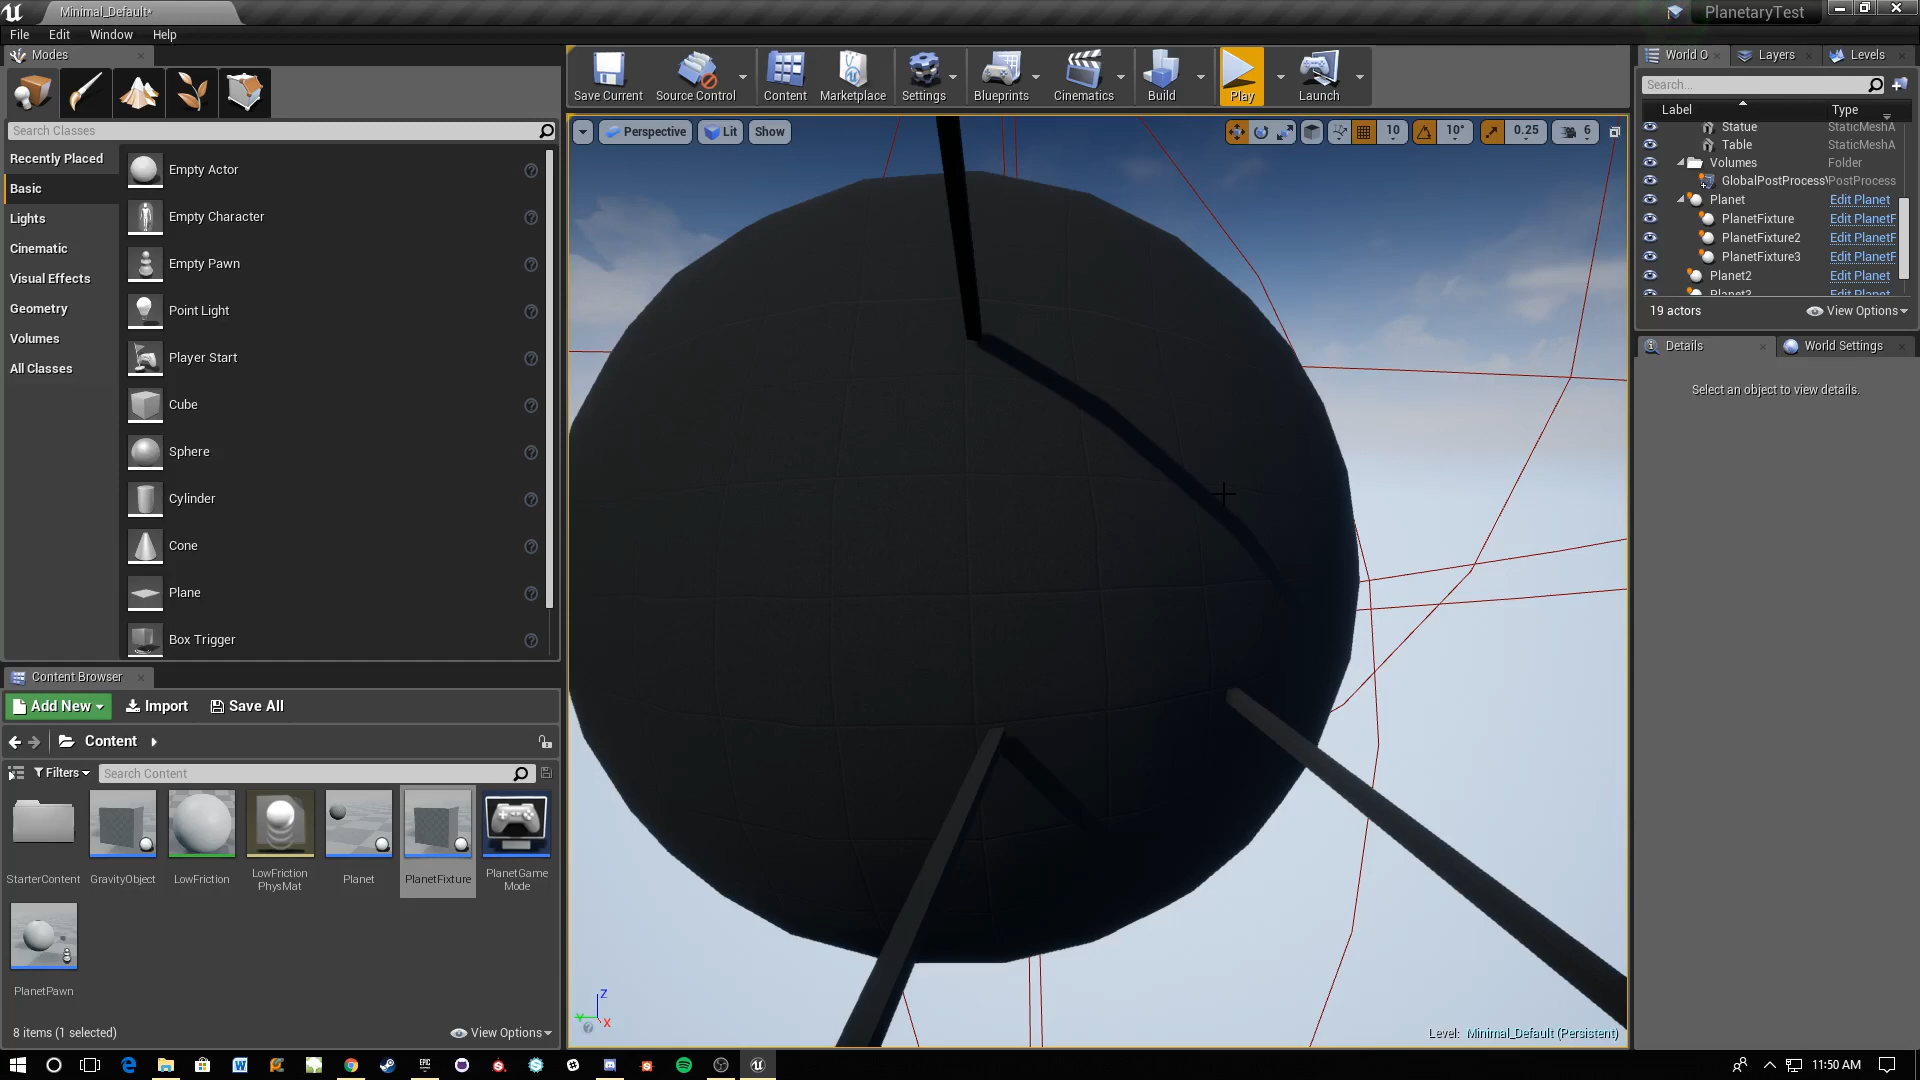 Minimal_Default*
PlanetaryTest
File
Edit
Window
Help
Modes
Search Classes
Recently Placed
Basic
Lights
Cinematic
Visual Effects
Geometry
Volumes
All Classes
Empty Actor
Empty Character
Empty Pawn
Point Light
Player Start
Cube
Sphere
Cylinder
Cone
Plane
Box Trigger
Save Current
Source Control
Content
Marketplace
Settings
Blueprints
Cinematics
Build
Play
Launch
Perspective
Lit
Show
10
10°
0.25
6
World O
Layers
Levels
Search...
Label
Type
Statue
StaticMeshA
Table
StaticMeshA
Volumes
Folder
GlobalPostProcess
PostProcess
Planet
Edit Planet
PlanetFixture
Edit PlanetF
PlanetFixture2
Edit PlanetF
PlanetFixture3
Edit PlanetF
Planet2
Edit Planet
Planet3
Edit Planet
19 actors
View Options
Details
World Settings
Select an object to view details.
Content Browser
Add New
Import
Save All
Content
Filters
Search Content
StarterContent
GravityObject
LowFriction
LowFriction
PhysMat
Planet
PlanetFixture
PlanetGame
Mode
PlanetPawn
8 items (1 selected)
View Options
Z
Y
X
Level: Minimal_Default (Persistent)
EPIC
11:50 AM